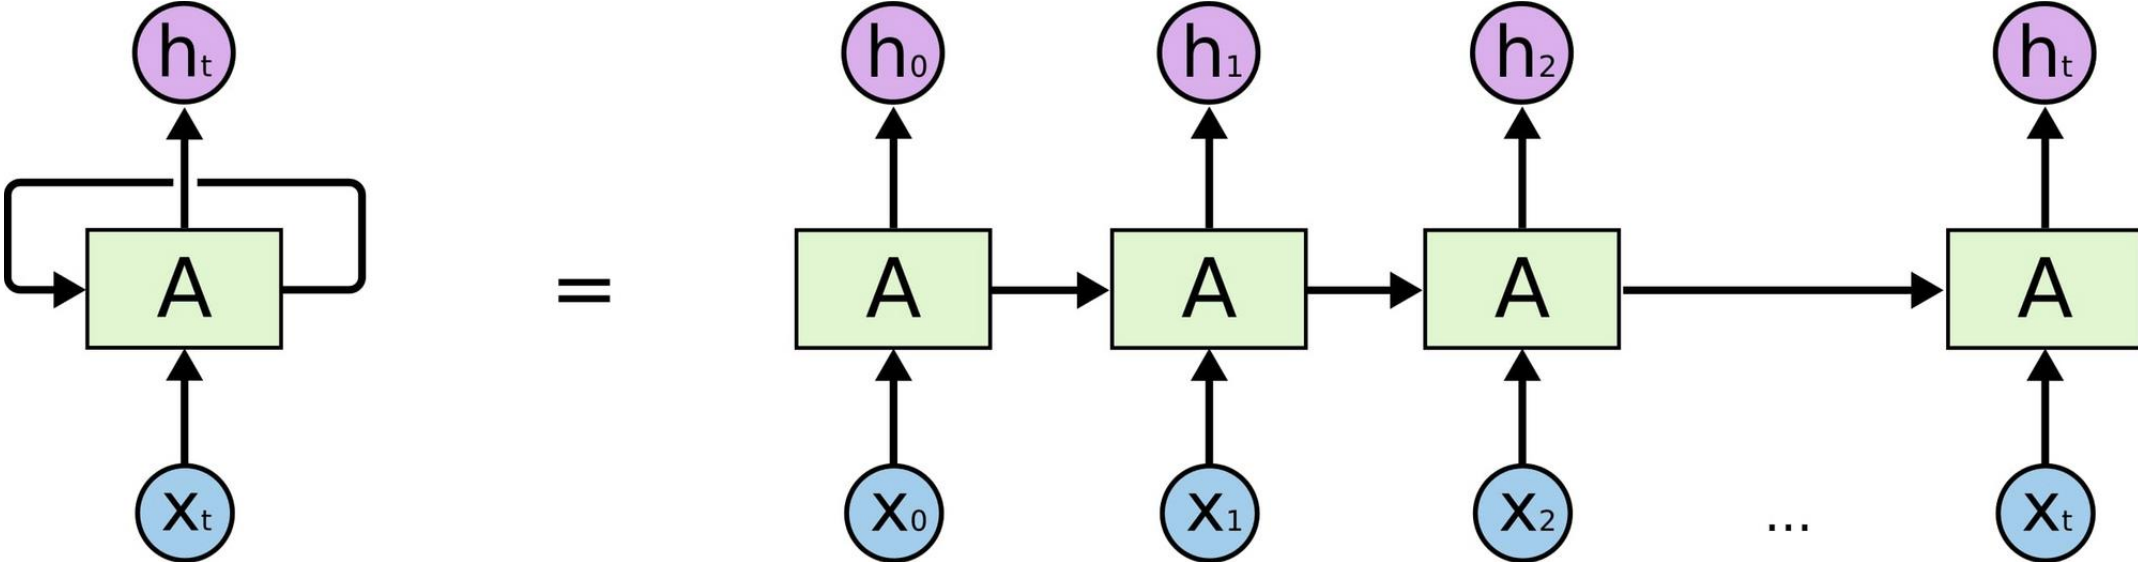 hₜ h₀ h₁ h₂ hₜ
A = A A A A
xₜ x₀ x₁ x₂ ... xₜ